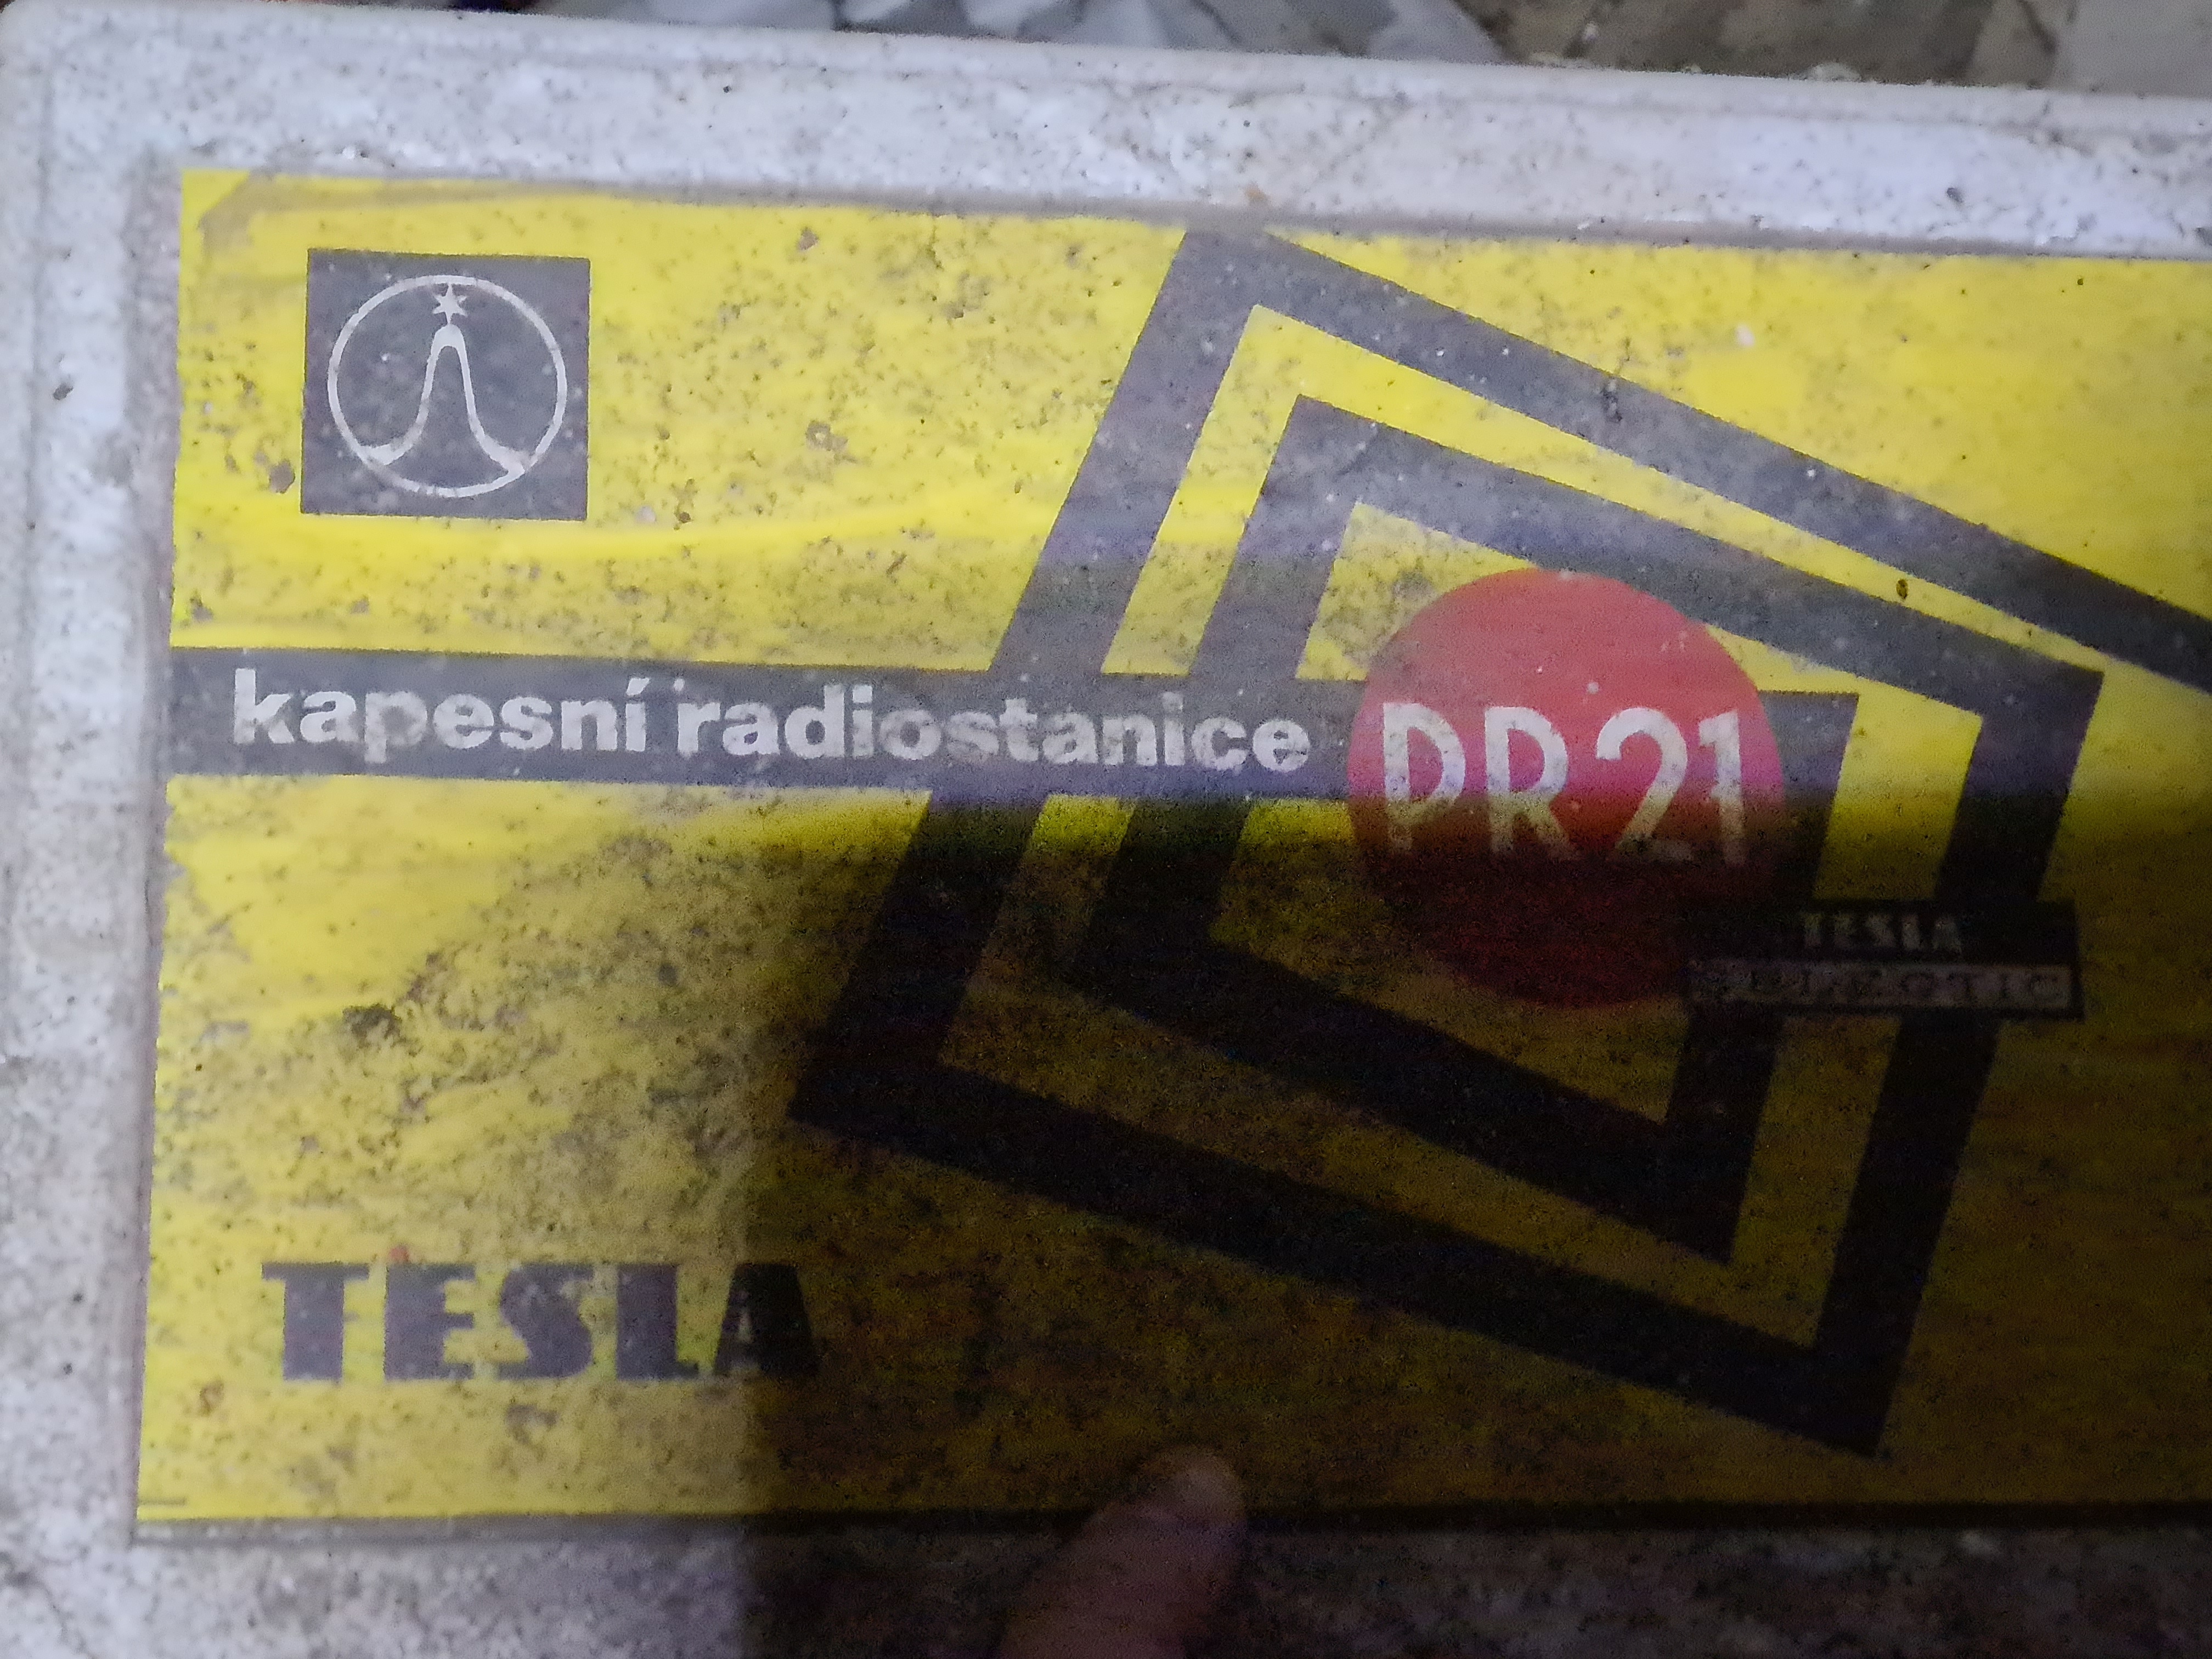 kapesní radiostanice PR21
TESLA
TESLA